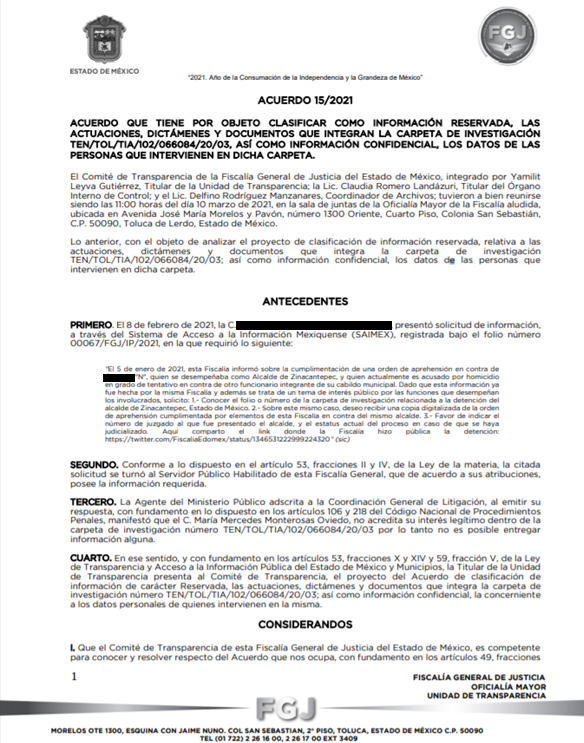 FGJ
ESTADO DE MÉXICO
"2021. Año de la Consumación de la Independencia y la Grandeza de México"
ACUERDO 15/2021
ACUERDO QUE TIENE POR OBJETO CLASIFICAR COMO INFORMACIÓN RESERVADA, LAS
ACTUACIONES, DICTÁMENES Y DOCUMENTOS QUE INTEGRAN LA CARPETA DE INVESTIGACIÓN
TEN/TOL/TIA/102/066084/20/03, ASÍ COMO INFORMACIÓN CONFIDENCIAL, LOS DATOS DE LAS
PERSONAS QUE INTERVIENEN EN DICHA CARPETA.
El Comité de Transparencia de la Fiscalía General de Justicia del Estado de México, integrado por Yamilit
Leyva Gutiérrez, Titular de la Unidad de Transparencia; la Lic. Claudia Romero Landázuri, Titular del Órgano
Interno de Control; y el Lic. Delfino Rodríguez Manzanares, Coordinador de Archivos; tuvieron a bien reunirse
siendo las 11:00 horas del día 10 de marzo de 2021, en la sala de juntas de la Oficialía Mayor de la Fiscalía aludida,
ubicada en Avenida José María Morelos y Pavón, número 1300 Oriente, Cuarto Piso, Colonia San Sebastián,
C.P. 50090, Toluca de Lerdo, Estado de México.
Lo anterior, con el objeto de analizar el proyecto de clasificación de información reservada, relativa a las
actuaciones, dictámenes y documentos que integra la carpeta de investigación
TEN/TOL/TIA/102/066084/20/03; así como información confidencial, los datos de las personas que
intervienen en dicha carpeta.
ANTECEDENTES
PRIMERO. El 8 de febrero de 2021, la C. , presentó solicitud de información,
a través del Sistema de Acceso a la Información Mexiquense (SAIMEX), registrada bajo el folio número
00067/FGJ/IP/2021, en la que requirió lo siguiente:
"El 5 de enero de 2021, esta Fiscalía informó sobre la cumplimentación de una orden de aprehensión en contra de
"N", quien se desempeñaba como Alcalde de Zinacantepec, y quien actualmente es acusado por homicidio
en grado de tentativo en contra de otro funcionario integrante de su cabildo municipal. Dado que esta información ya
fue hecha por la misma Fiscalía y además se trata de un tema de interés público por las funciones que desempeñan
los involucrados, solicito: 1.- Conocer el folio o número de la carpeta de investigación relacionada a la detención del
alcalde de Zinacantepec, Estado de México. 2.- Sobre este mismo caso, deseo recibir una copia digitalizada de la orden
de aprehensión cumplimentada por elementos de esta Fiscalía en contra del mismo alcalde. 3.- Favor de indicar el
número de juzgado al que fue presentado el alcalde, y el estatus actual del proceso en caso de que se haya
judicializado. Aquí comparto el link donde la Fiscalía hizo pública la detención:
https://twitter.com/FiscaliaEdomex/status/1346531222999224320" (sic)
SEGUNDO. Conforme a lo dispuesto en el artículo 53, fracciones II y IV, de la Ley de la materia, la citada
solicitud se turnó al Servidor Público Habilitado de esta Fiscalía General, que de acuerdo a sus atribuciones,
posee la información requerida.
TERCERO. La Agente del Ministerio Público adscrita a la Coordinación General de Litigación, al emitir su
respuesta, con fundamento en lo dispuesto en los artículos 106 y 218 del Código Nacional de Procedimientos
Penales, manifestó que el C. María Mercedes Monterosas Oviedo, no acredita su interés legítimo dentro de la
carpeta de investigación número TEN/TOL/TIA/102/066084/20/03 por lo tanto no es posible entregar
información alguna.
CUARTO. En ese sentido, y con fundamento en los artículos 53, fracciones X y XIV y 59, fracción V, de la Ley
de Transparencia y Acceso a la Información Pública del Estado de México y Municipios, la Titular de la Unidad
de Transparencia presenta al Comité de Transparencia, el proyecto del Acuerdo de clasificación de
información de carácter Reservada, las actuaciones, dictámenes y documentos que integra la carpeta de
investigación número TEN/TOL/TIA/102/066084/20/03; así como información confidencial, la concerniente
a los datos personales de quienes intervienen en la misma.
CONSIDERANDOS
I. Que el Comité de Transparencia de esta Fiscalía General de Justicia del Estado de México, es competente
para conocer y resolver respecto del Acuerdo que nos ocupa, con fundamento en los artículos 49, fracciones
1
FISCALÍA GENERAL DE JUSTICIA
OFICIALÍA MAYOR
UNIDAD DE TRANSPARENCIA
FGJ
MORELOS OTE 1300, ESQUINA CON JAIME NUNO. COL SAN SEBASTIAN, 2° PISO, TOLUCA, ESTADO DE MÉXICO C.P. 50090
TEL (01 722) 2 26 16 00, 2 26 17 00 EXT 3409